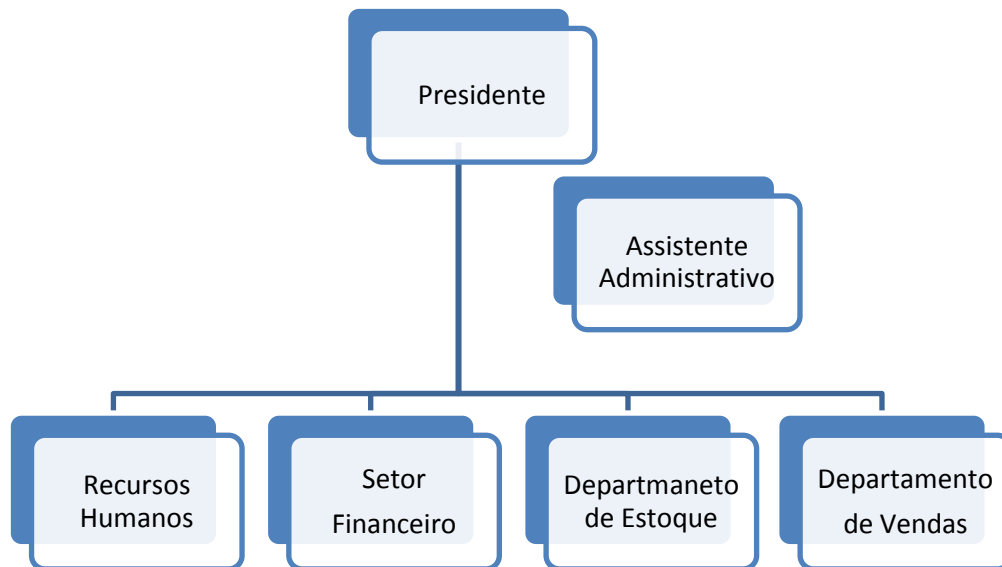 Presidente
Assistente
Administrativo
Recursos
Humanos
Setor
Financeiro
Departmaneto
de Estoque
Departamento
de Vendas